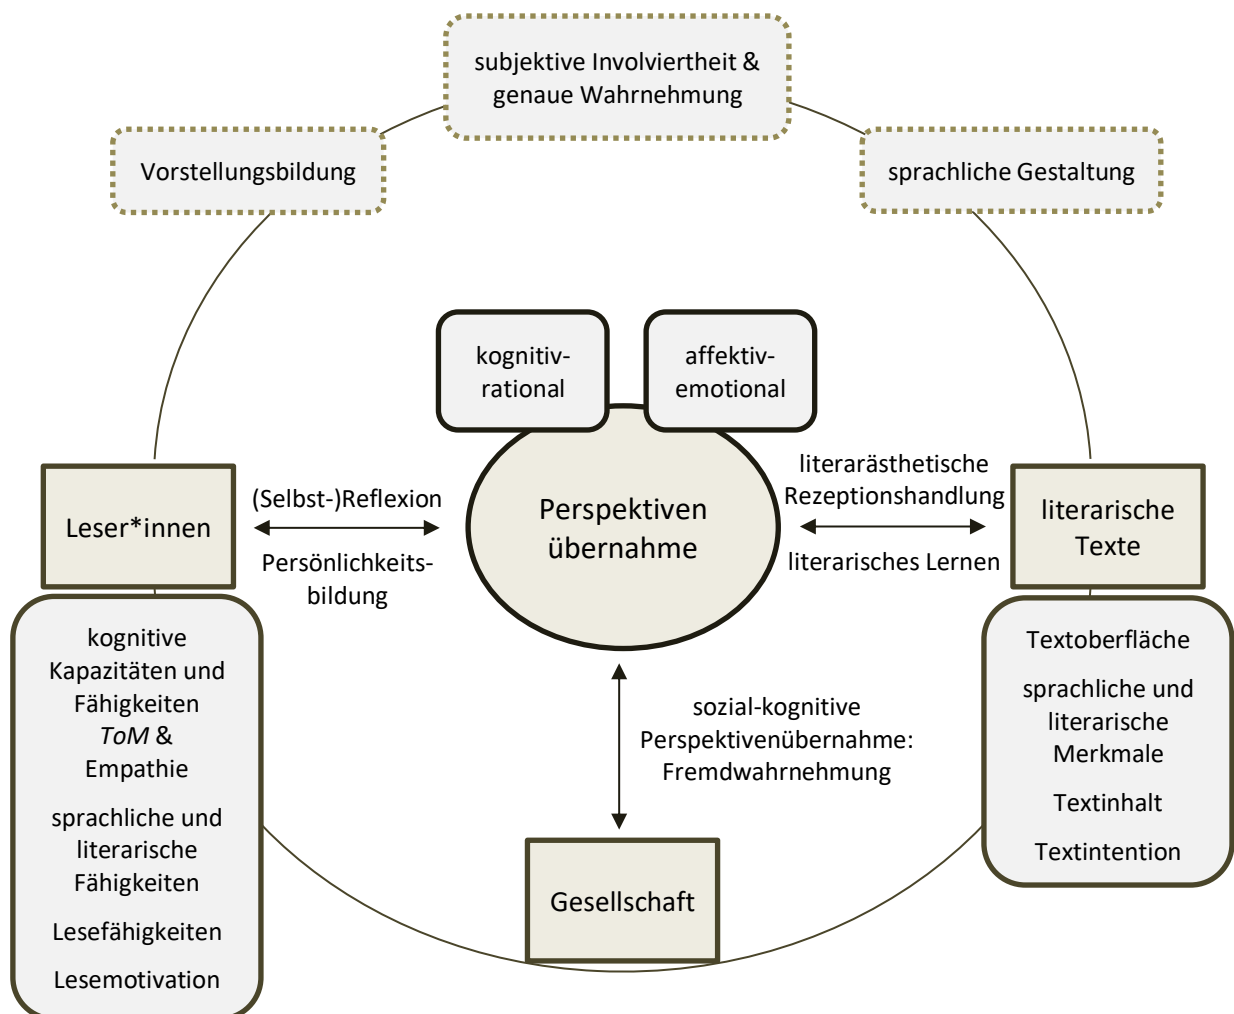 subjektive Involviertheit &
genaue Wahrnehmung
Vorstellungsbildung
sprachliche Gestaltung
kognitiv-
rational
affektiv-
emotional
Leser*innen
(Selbst-)Reflexion
Persönlichkeits-
bildung
Perspektiven
übernahme
literarästhetische
Rezeptionshandlung
literarisches Lernen
literarische
Texte
kognitive
Kapazitäten und
Fähigkeiten
ToM &
Empathie
sprachliche und
literarische
Fähigkeiten
Lesefähigkeiten
Lesemotivation
sozial-kognitive
Perspektivenübernahme:
Fremdwahrnehmung
Gesellschaft
Textoberfläche
sprachliche und
literarische
Merkmale
Textinhalt
Textintention